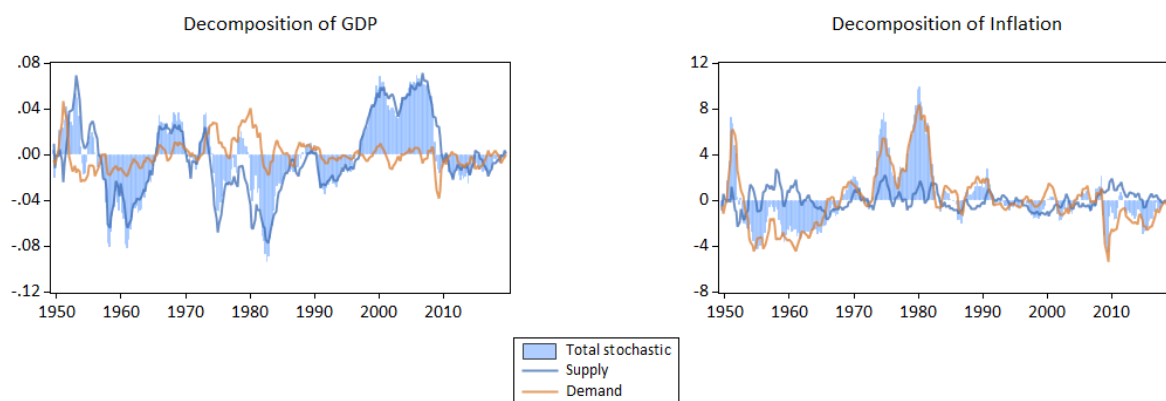 Decomposition of GDP
.08
.04
.00
-.04
-.08
-.12
1950 1960 1970 1980 1990 2000 2010
Decomposition of Inflation
12
8
4
0
-4
-8
1950 1960 1970 1980 1990 2000 2010
Total stochastic
Supply
Demand